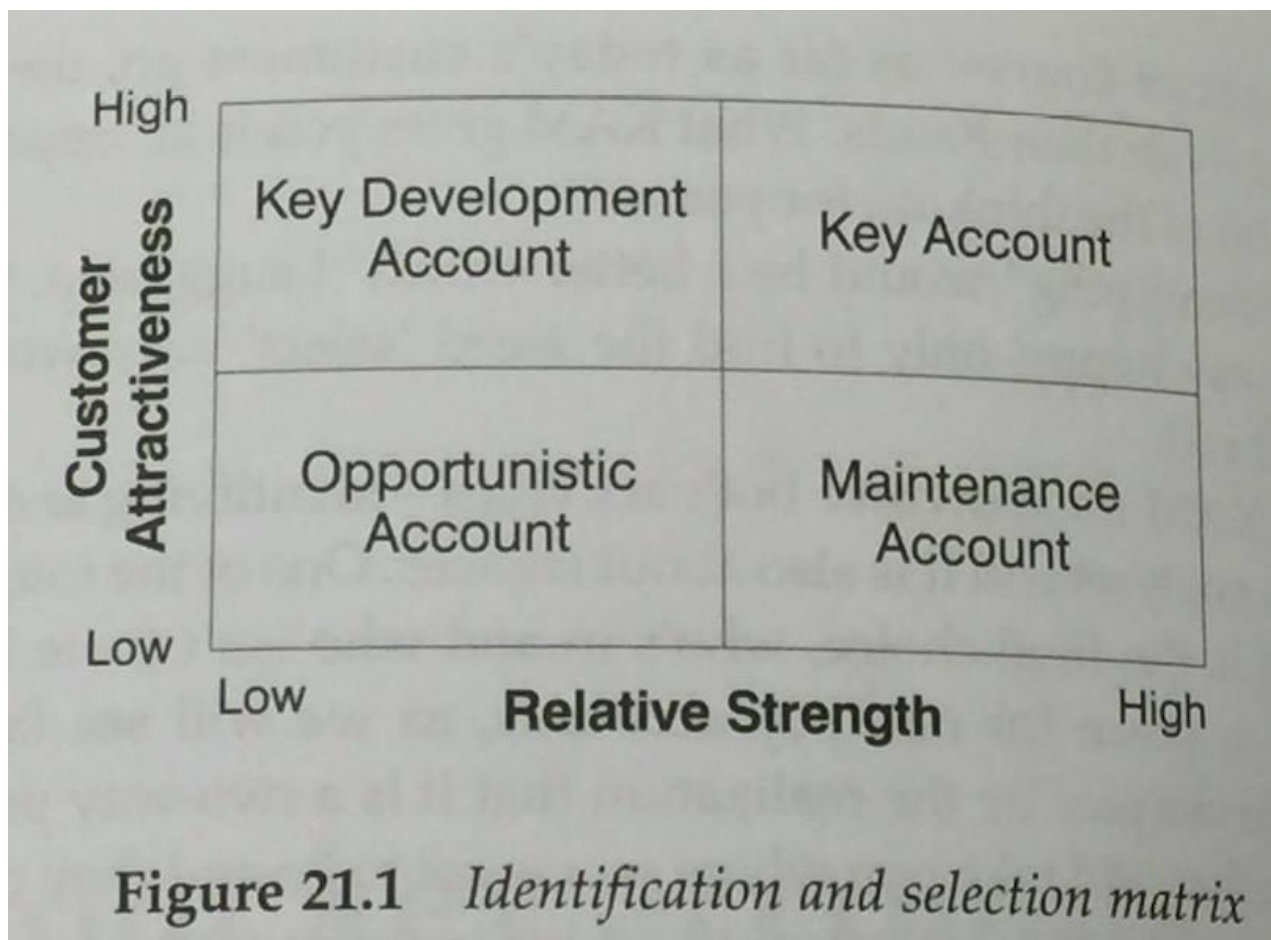 High
Key Development
Account
Key Account
Customer
Attractiveness
Opportunistic
Account
Maintenance
Account
Low
Low
Relative Strength
High
Figure 21.1 Identification and selection matrix